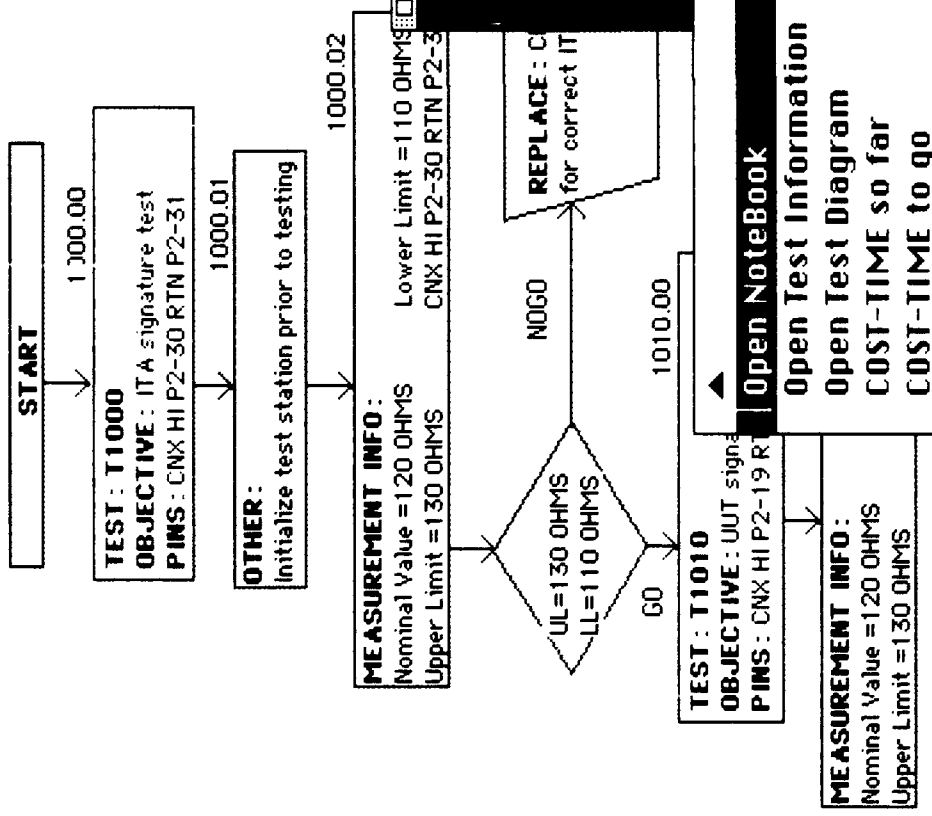 START
1000.00
TEST : T1000
OBJECTIVE : ITA signature test
PINS : CNX HI P2-30 RTN P2-31
1000.01
OTHER :
Initialize test station prior to testing
1000.02
MEASUREMENT INFO :
Nominal Value =120 OHMS Lower Limit =110 OHMS
Upper Limit =130 OHMS CNX HI P2-30 RTN P2-3
UL=130 OHMS
LL=110 OHMS
NOGO
REPLACE :
for correct IT
GO
1010.00
TEST : T1010
OBJECTIVE : UUT signa
PINS : CNX HI P2-19 RT
MEASUREMENT INFO :
Nominal Value =120 OHMS
Upper Limit =130 OHMS
Open NoteBook
Open Test Information
Open Test Diagram
COST-TIME so far
COST-TIME to go